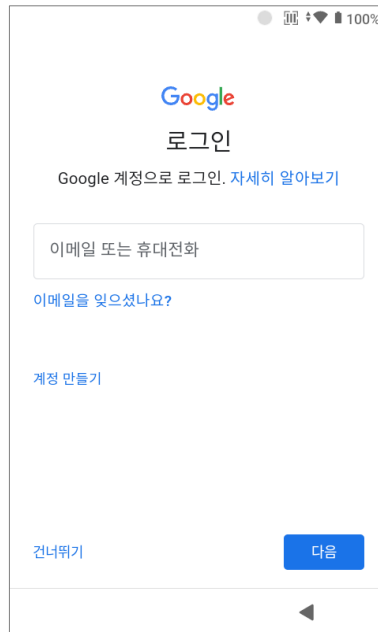 100%
Google
로그인
Google 계정으로 로그인. 자세히 알아보기
이메일 또는 휴대전화
이메일을 잊으셨나요?
계정 만들기
건너뛰기
다음